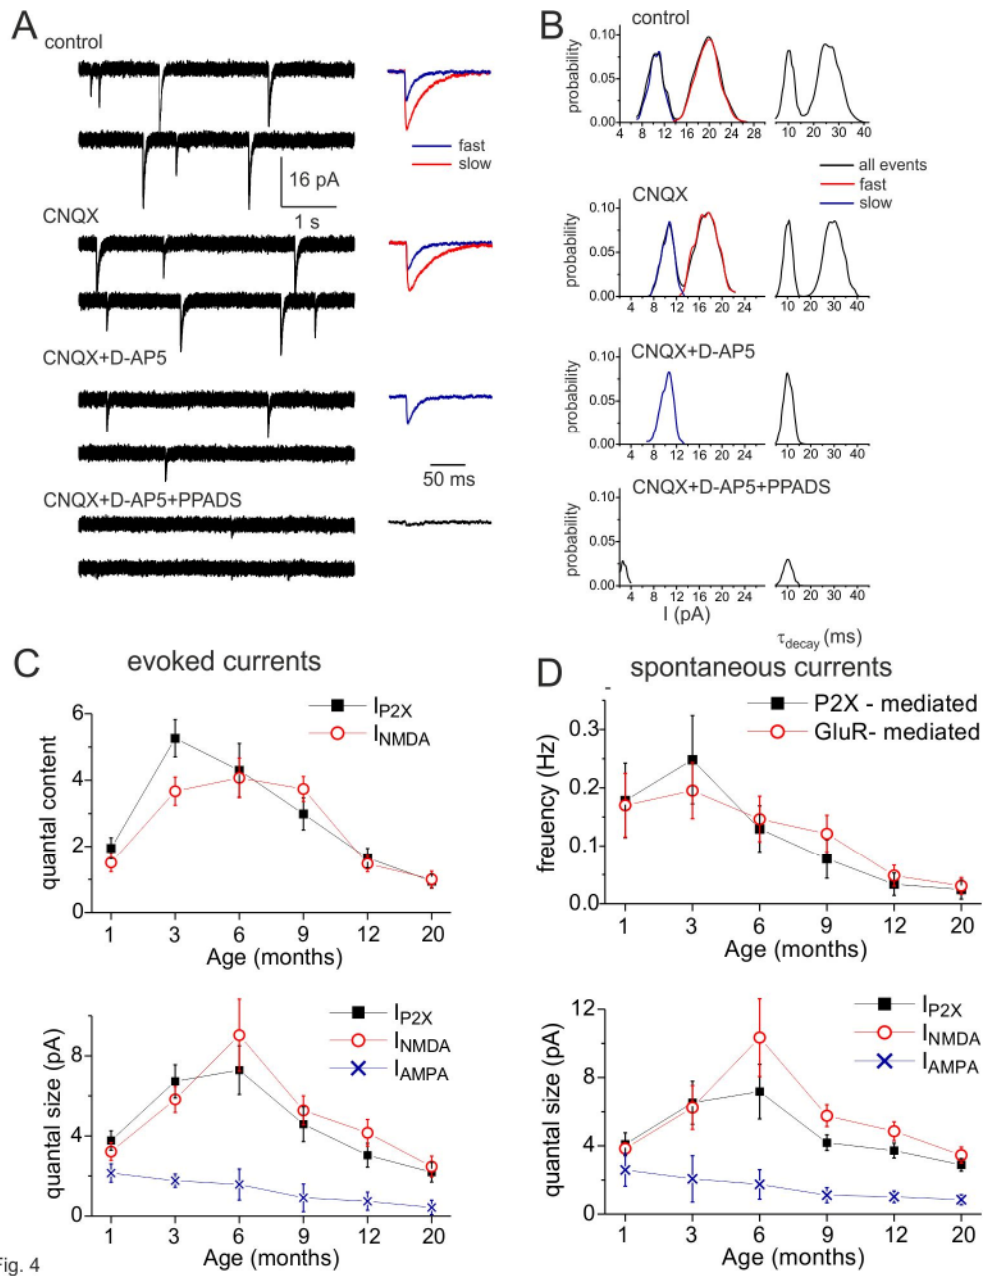 A
control
fast
slow
16 pA
1 s
CNQX
CNQX+D-AP5
50 ms
CNQX+D-AP5+PPADS
B
control
probability
0.10
0.05
0.00
4 8 12 16 20 24 28
10 20 30 40
all events
fast
slow
CNQX
probability
0.10
0.05
0.00
4 8 12 16 20 24
10 20 30 40
CNQX+D-AP5
probability
0.10
0.05
0.00
4 8 12 16 20 24
10 20 30 40
CNQX+D-AP5+PPADS
probability
0.10
0.05
0.00
4 8 12 16 20 24
10 20 30 40
I (pA)
τdecay (ms)
C evoked currents
IP2X
INMDA
quantal content
6
4
2
0
1 3 6 9 12 20
Age (months)
IP2X
INMDA
IAMPA
quantal size (pA)
8
4
0
1 3 6 9 12 20
Age (months)
D spontaneous currents
P2X - mediated
GluR- mediated
freuency (Hz)
0.3
0.2
0.1
0.0
1 3 6 9 12 20
Age (months)
IP2X
INMDA
IAMPA
quantal size (pA)
12
8
4
0
1 3 6 9 12 20
Age (months)
Fig. 4